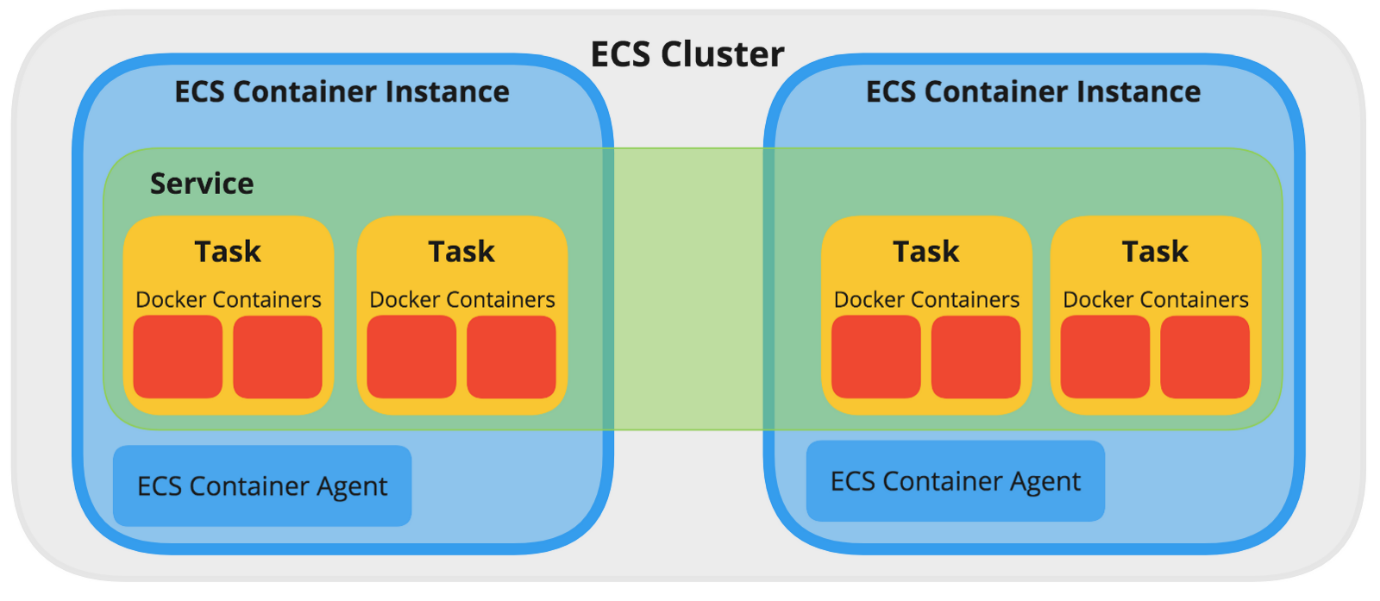 ECS Cluster
ECS Container Instance
ECS Container Instance
Service
Task
Task
Task
Task
Docker Containers
Docker Containers
Docker Containers
Docker Containers
ECS Container Agent
ECS Container Agent